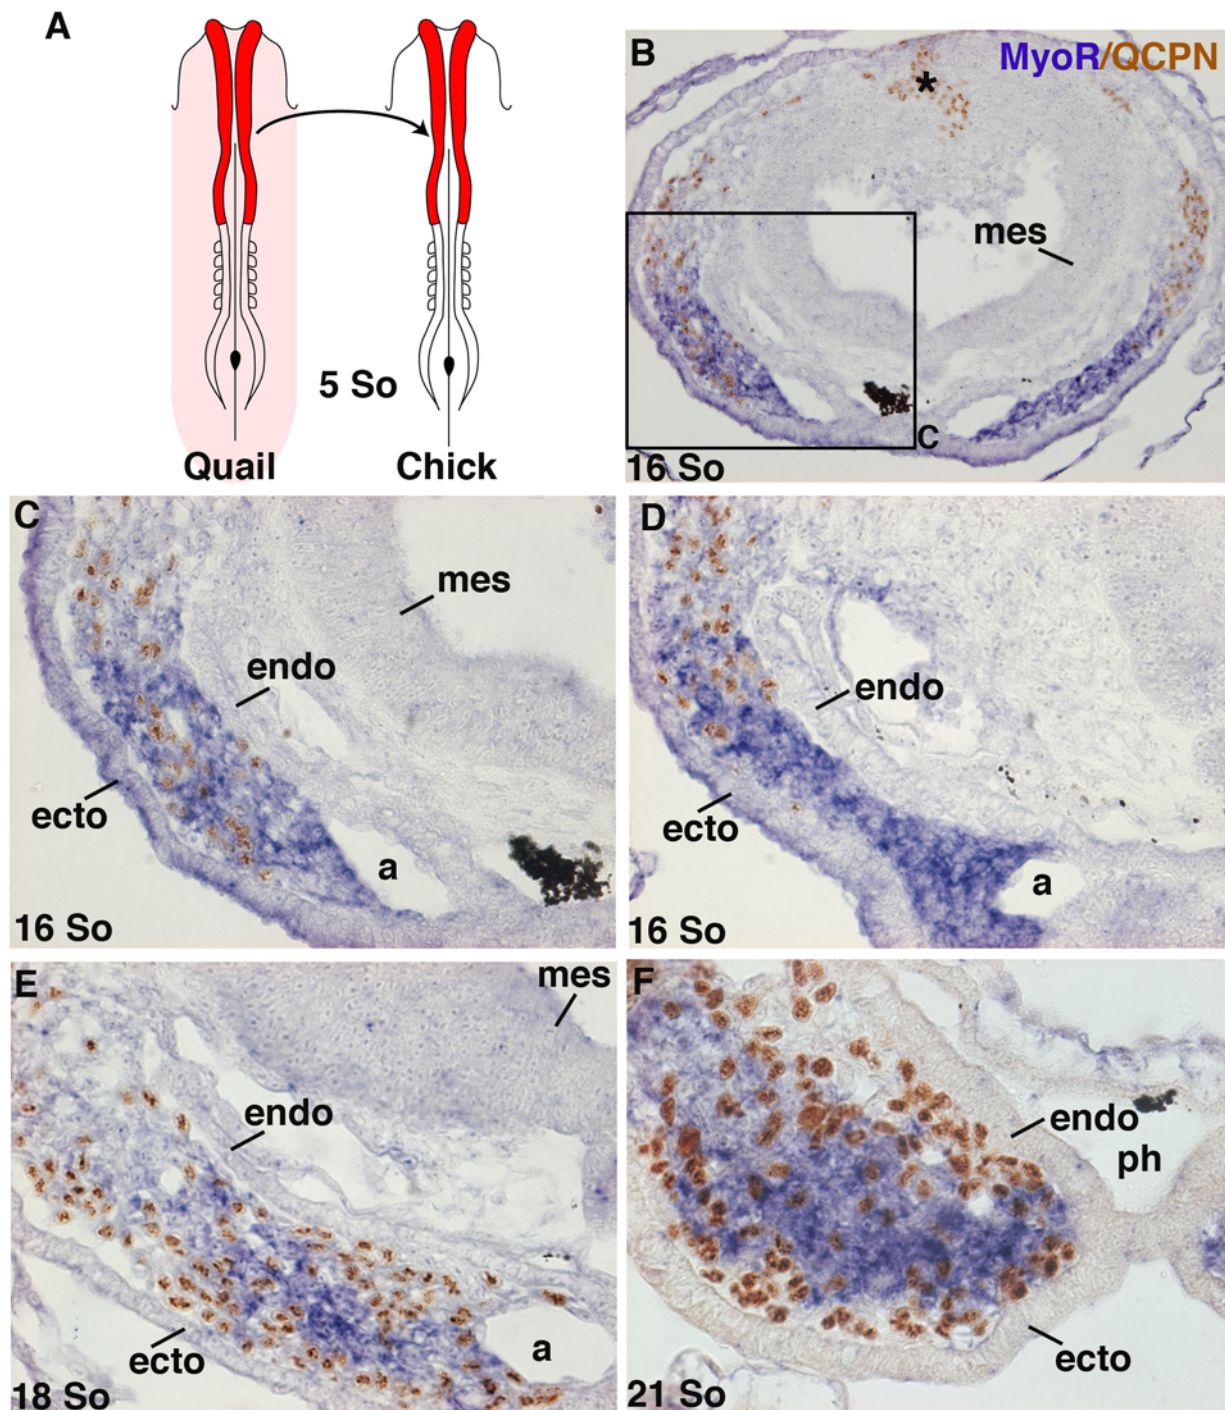 A
Quail
5 So
Chick
B
MyoR/QCPN
*
mes
C
16 So
C
mes
endo
ecto
a
16 So
D
endo
ecto
a
16 So
E
mes
endo
ecto
a
18 So
F
endo
ph
ecto
21 So